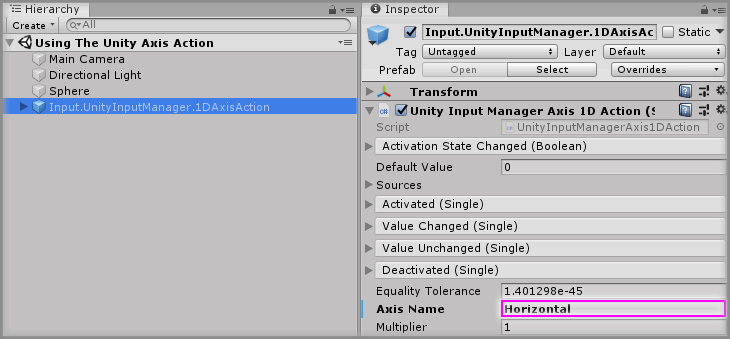 Hierarchy
Create
All
Using The Unity Axis Action
Main Camera
Directional Light
Sphere
Input.UnityInputManager.1DAxisAction
Inspector
Input.UnityInputManager.1DAxisAc
Static
Tag Untagged Layer Default
Prefab Open Select Overrides
Transform
Unity Input Manager Axis 1D Action (S
Script UnityInputManagerAxis1DAction
Activation State Changed (Boolean)
Default Value 0
Sources
Activated (Single)
Value Changed (Single)
Value Unchanged (Single)
Deactivated (Single)
Equality Tolerance 1.401298e-45
Axis Name Horizontal
Multiplier 1